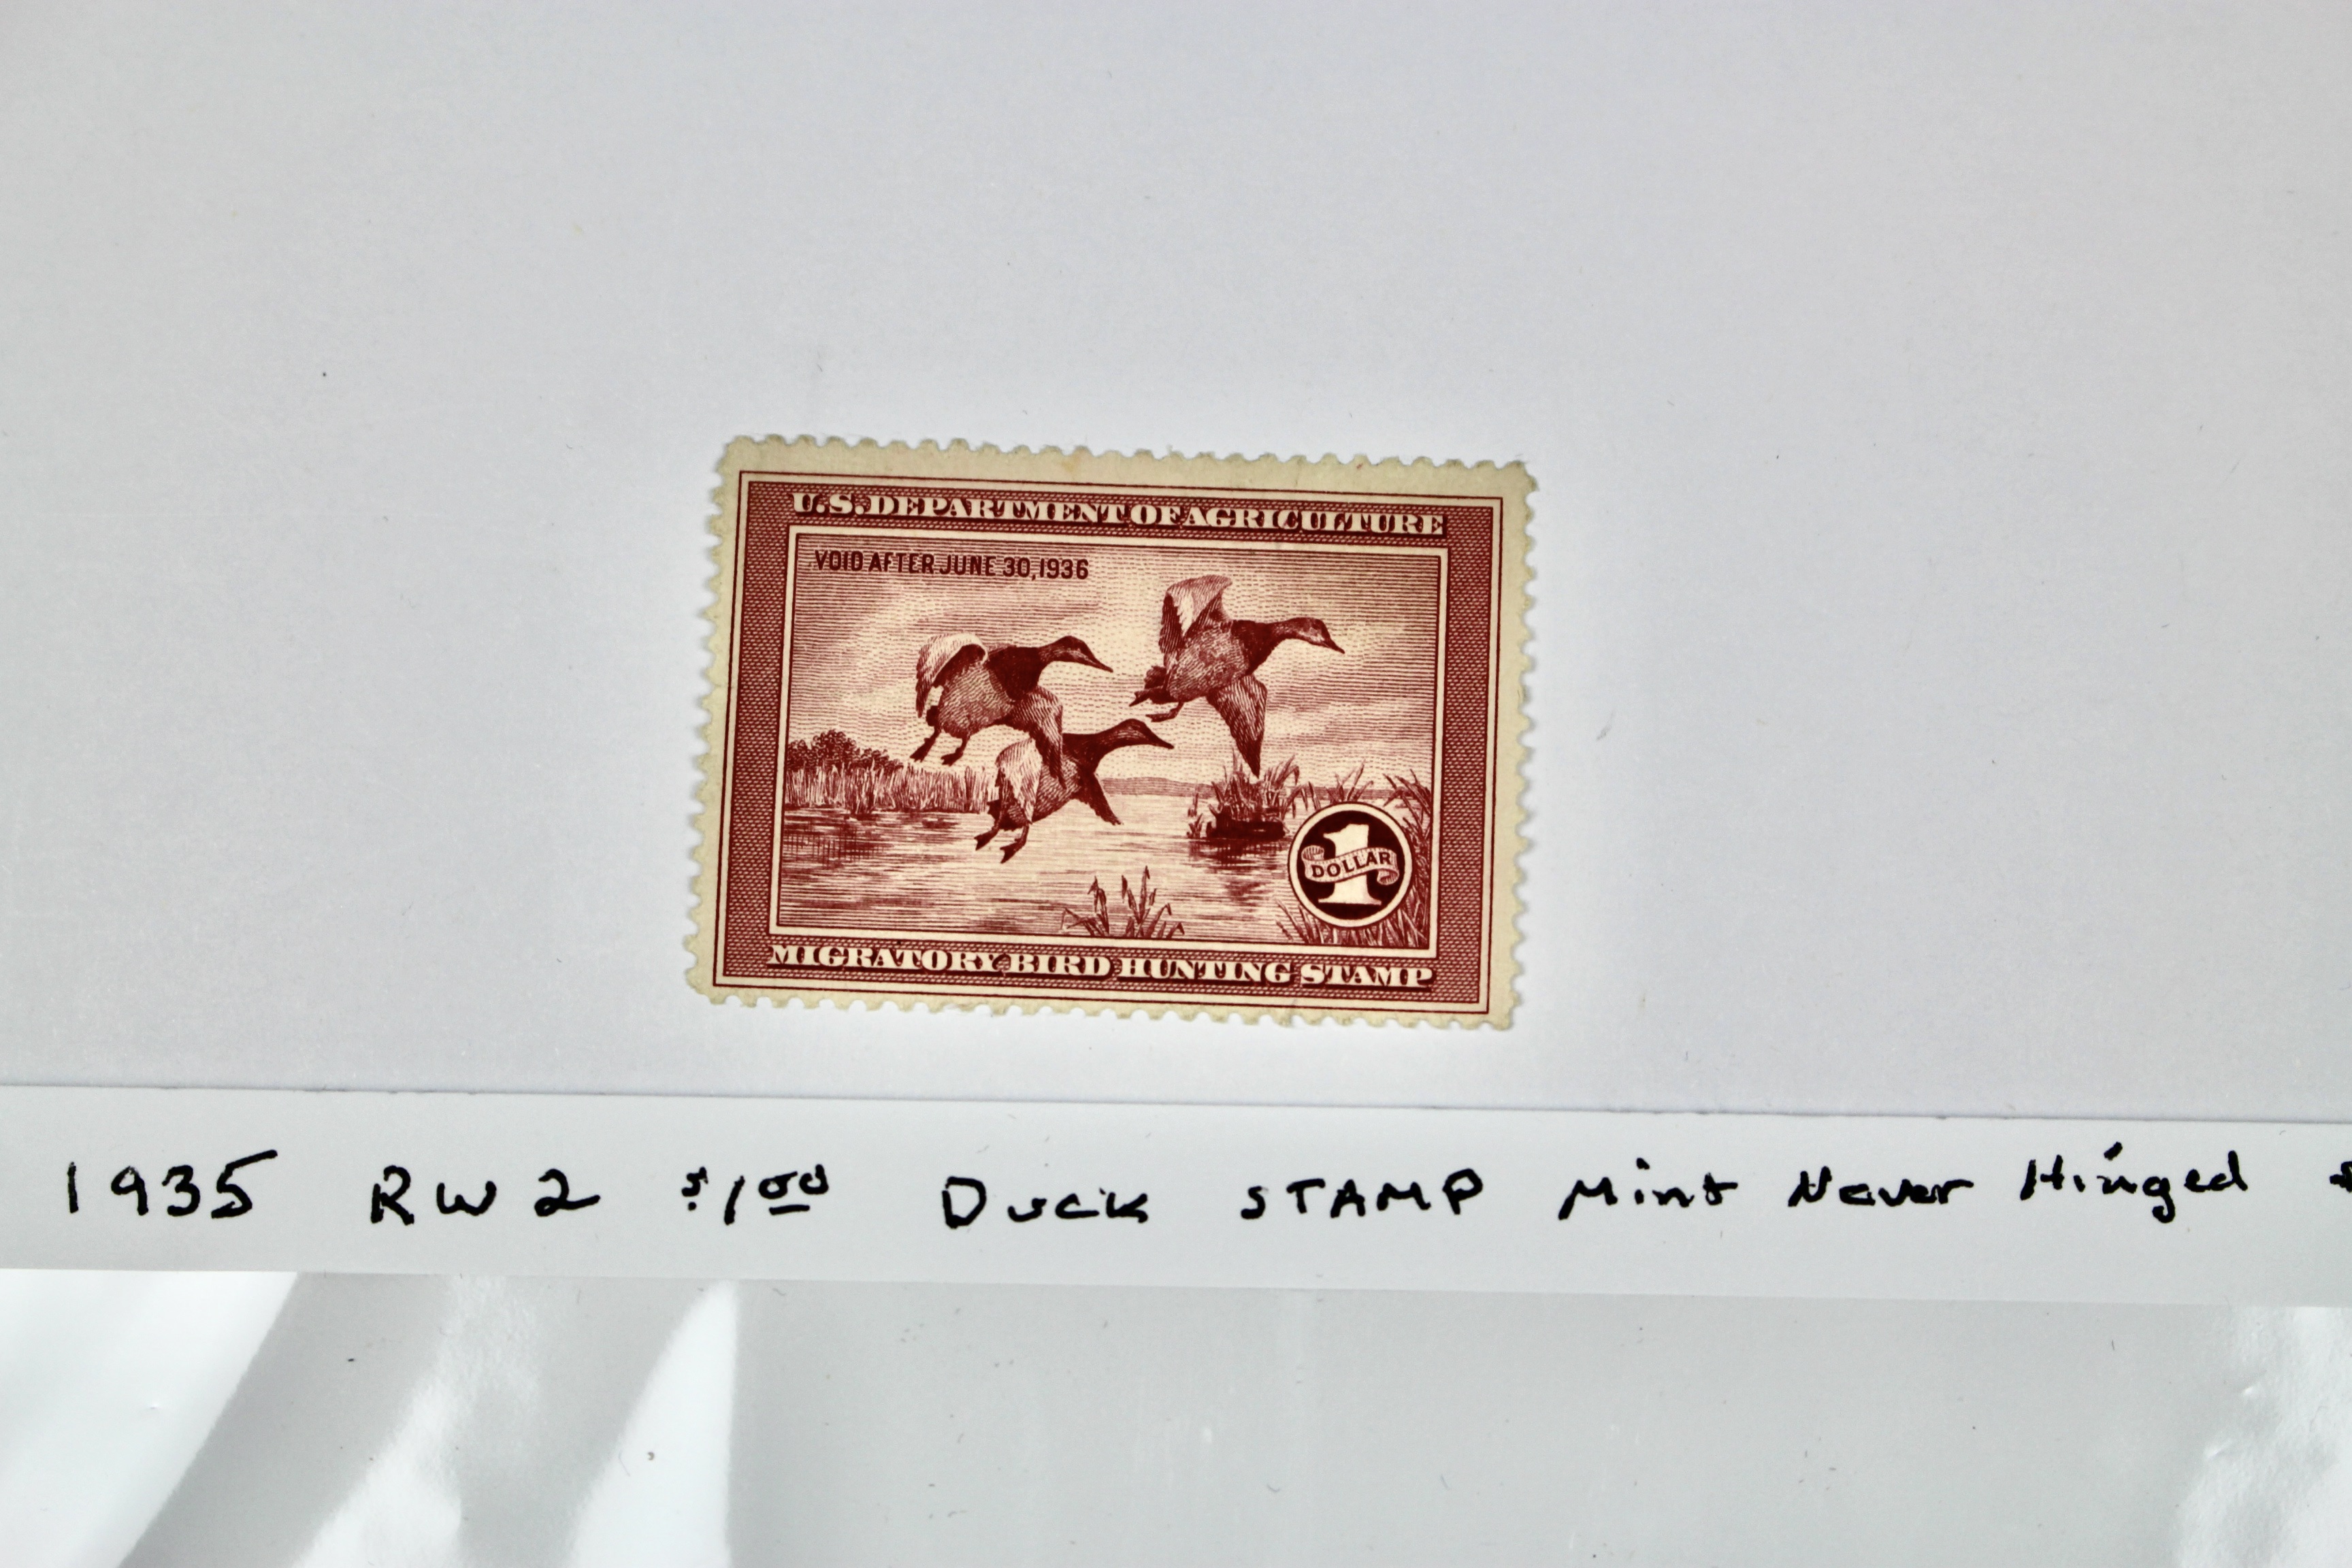 U.S. DEPARTMENT OF AGRICULTURE
VOID AFTER JUNE 30, 1936
1
DOLLAR
MIGRATORY BIRD HUNTING STAMP
1935 RW2 $1.00 DUCK STAMP Mint Never Hinged